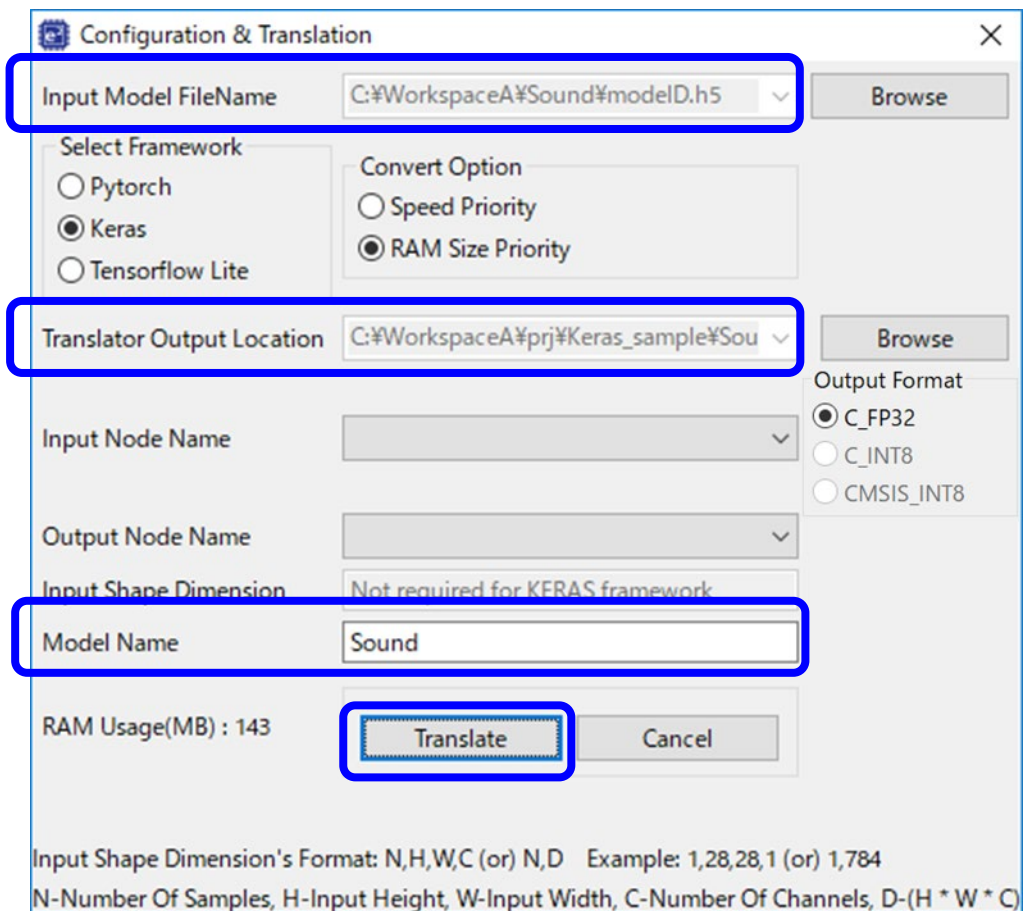 Configuration & Translation
Input Model FileName C:¥WorkspaceA¥Sound¥modelD.h5 Browse
Select Framework
Convert Option
Pytorch
Speed Priority
Keras
RAM Size Priority
Tensorflow Lite
Translator Output Location C:¥WorkspaceA¥prj¥Keras_sample¥Sou Browse
Output Format
C_FP32
Input Node Name
C_INT8
CMSIS_INT8
Output Node Name
Input Shape Dimension Not required for KERAS framework
Model Name Sound
RAM Usage(MB) : 143 Translate Cancel
Input Shape Dimension's Format: N,H,W,C (or) N,D Example: 1,28,28,1 (or) 1,784
N-Number Of Samples, H-Input Height, W-Input Width, C-Number Of Channels, D-(H * W * C)